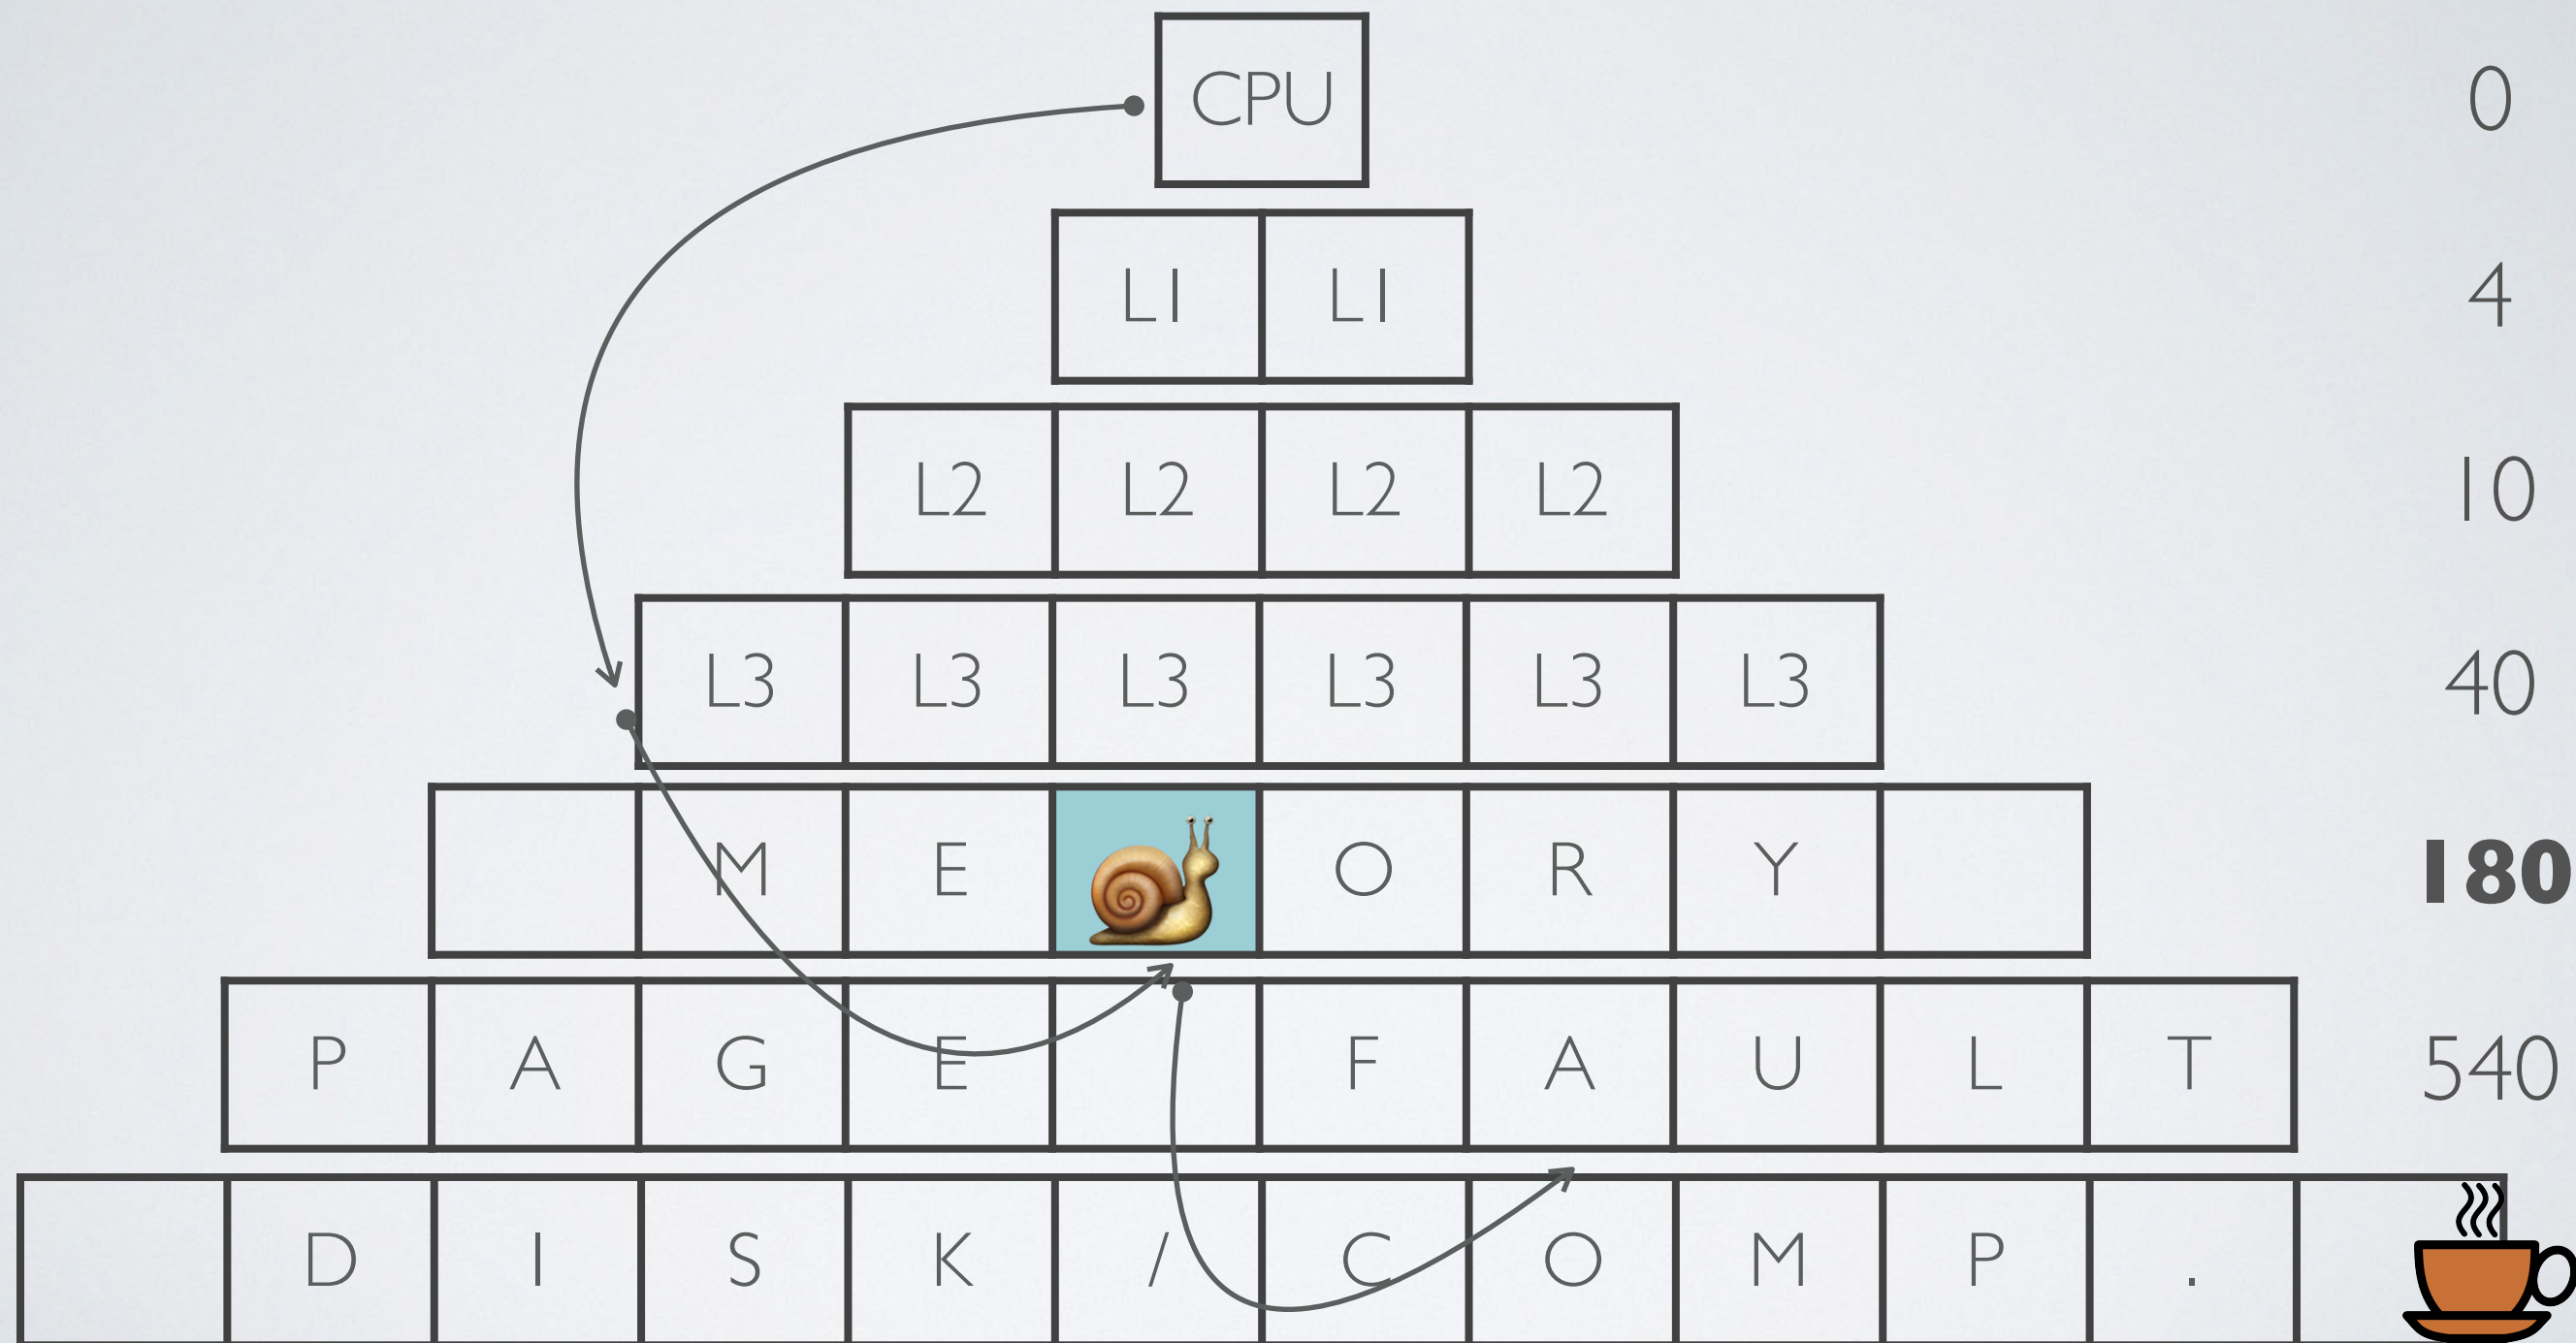 CPU 0
L1 L1 4
L2 L2 L2 L2 10
L3 L3 L3 L3 L3 L3 40
M E O R Y 180
P A G E F A U L T 540
D I S K / C O M P .